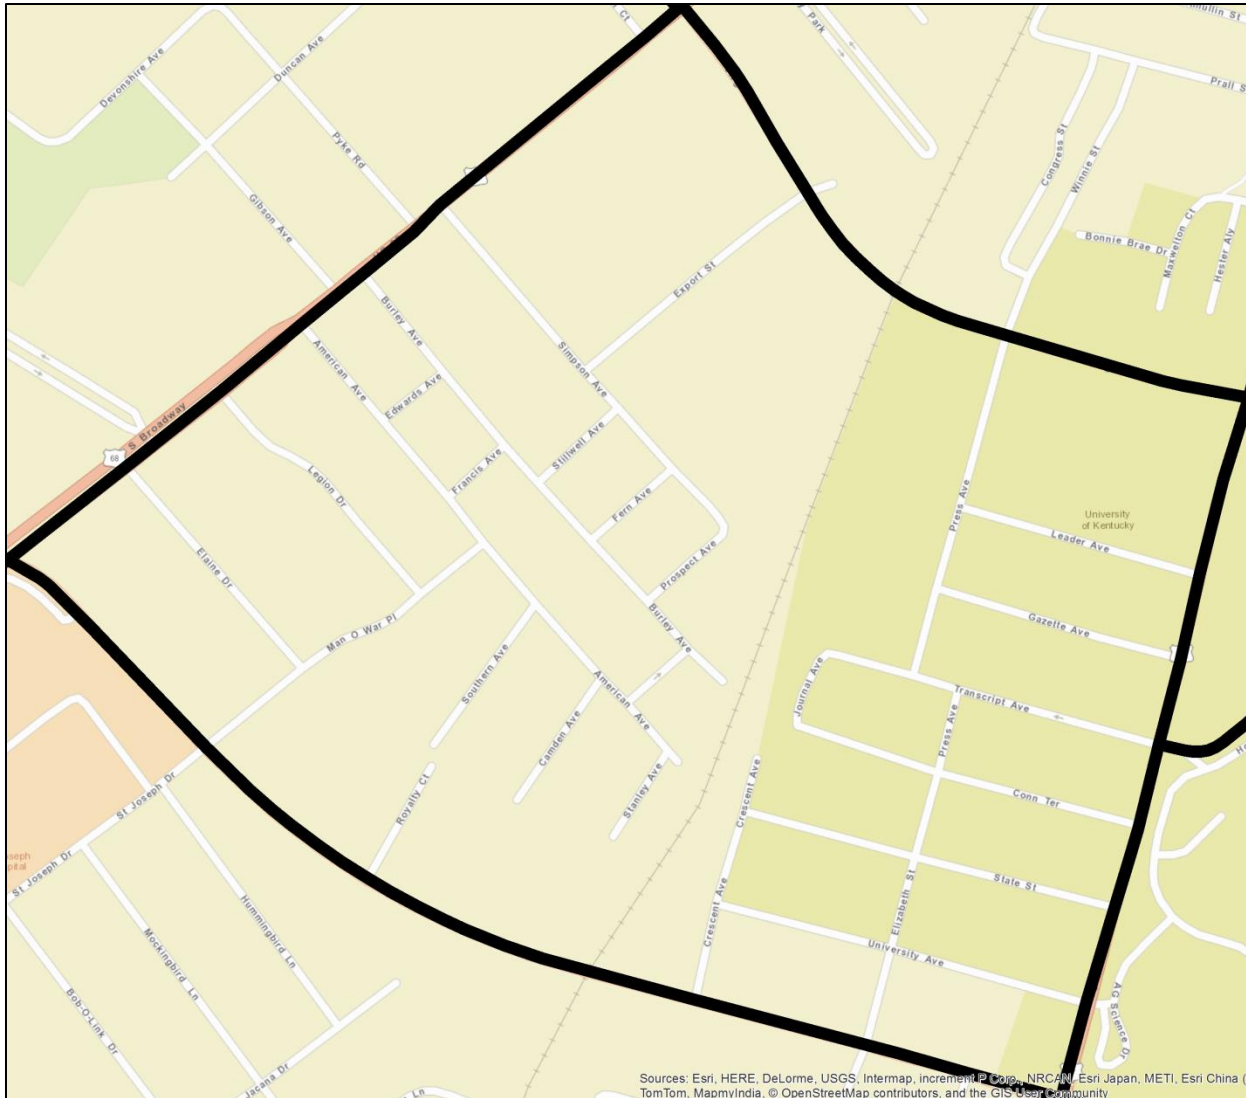 Ct
Park
mullin St
Prall S
Devonshire Ave
Duncan Ave
Pyke Rd
Congress St
Winnie St
Gibson Ave
Bonnie Brae Dr
Maxwelton Ct
Hester Aly
Export St
Burley Ave
American Ave
Simpson Ave
Edwards Ave
S Broadway
68
Stillwell Ave
Francis Ave
Legion Dr
Fern Ave
Press Ave
University
of Kentucky
Leader Ave
Elaine Dr
Prospect Ave
Man O War Pl
Burley Ave
Gazette Ave
Southern Ave
American Ave
Journal Ave
Transcript Ave
Camden Ave
Press Ave
St Joseph Dr
Royalty Ct
Stanley Ave
Crescent Ave
Conn Ter
seph
pital
St Joseph Dr
State St
Hummingbird Ln
Mockingbird Ln
Crescent Ave
Elizabeth St
University Ave
Bob-O-Link Dr
AG Science Dr
Jacana Dr
Ln
Sources: Esri, HERE, DeLorme, USGS, Intermap, increment P Corp., NRCAN, Esri Japan, METI, Esri China (
TomTom, MapmyIndia, © OpenStreetMap contributors, and the GIS User Community